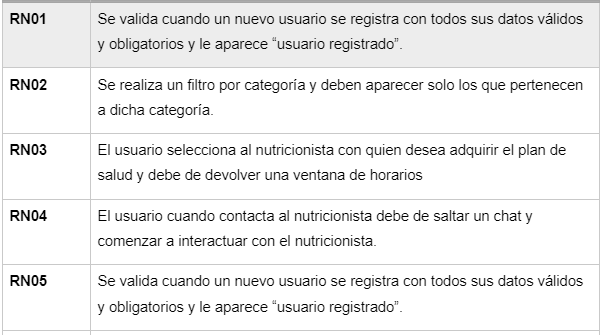 RN01 Se valida cuando un nuevo usuario se registra con todos sus datos válidos
y obligatorios y le aparece “usuario registrado”.
RN02 Se realiza un filtro por categoría y deben aparecer solo los que pertenecen
a dicha categoría.
RN03 El usuario selecciona al nutricionista con quien desea adquirir el plan de
salud y debe de devolver una ventana de horarios
RN04 El usuario cuando contacta al nutricionista debe de saltar un chat y
comenzar a interactuar con el nutricionista.
RN05 Se valida cuando un nuevo usuario se registra con todos sus datos válidos
y obligatorios y le aparece “usuario registrado”.